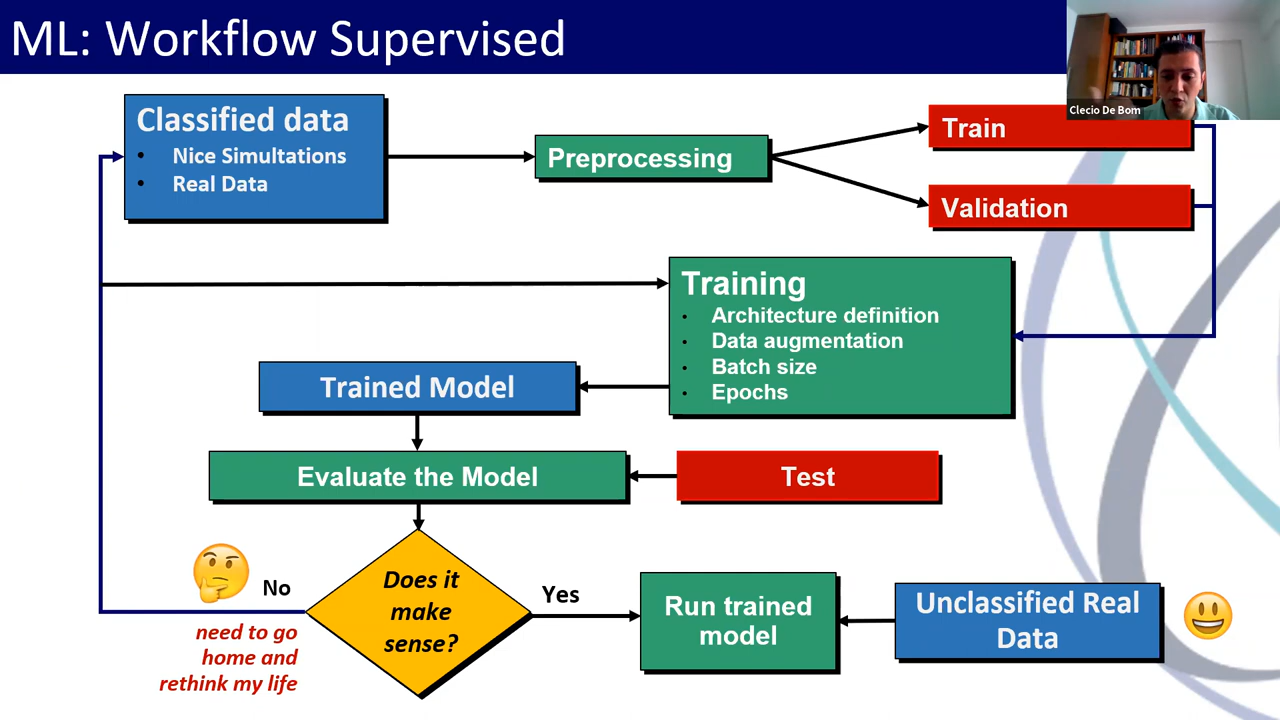 ML: Workflow Supervised
Clecio De Bom
Classified data
• Nice Simultations
• Real Data
Preprocessing
Train
Validation
Training
• Architecture definition
• Data augmentation
• Batch size
• Epochs
Trained Model
Evaluate the Model
Test
Does it
make
sense?
No
need to go
home and
rethink my life
Yes
Run trained
model
Unclassified Real
Data